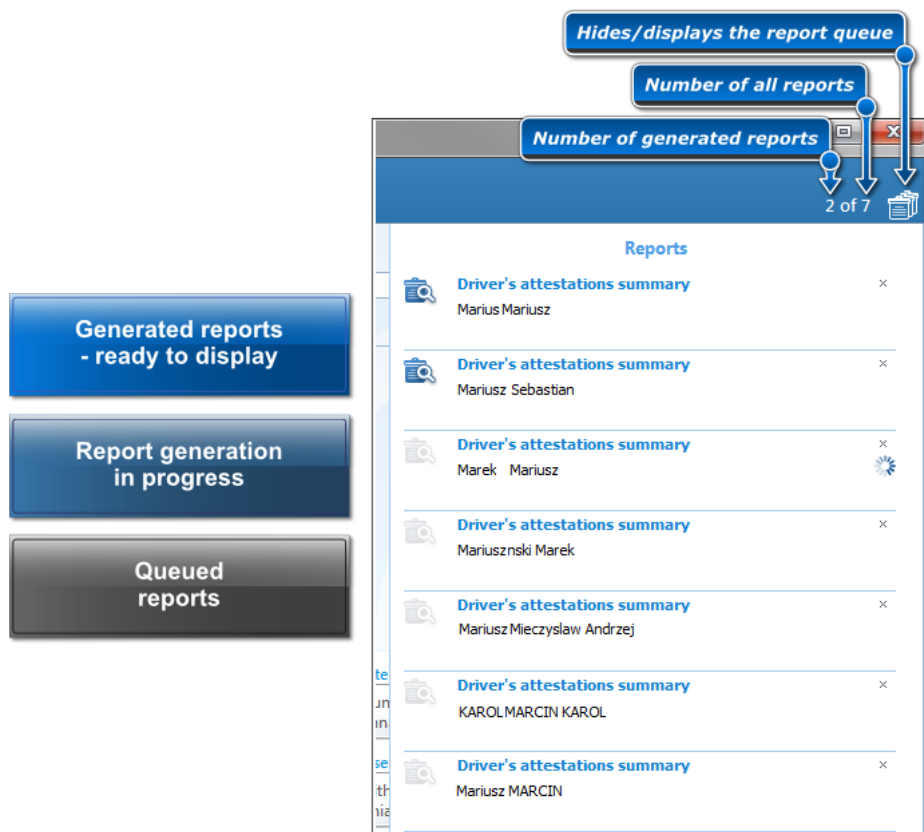 Hides/displays the report queue
Number of all reports
Number of generated reports
2 of 7
Reports
Driver's attestations summary
Marius Mariusz
Generated reports
- ready to display
Driver's attestations summary
Mariusz Sebastian
Report generation
in progress
Driver's attestations summary
Marek Mariusz
Driver's attestations summary
Mariusznski Marek
Queued
reports
Driver's attestations summary
Mariusz Mieczyslaw Andrzej
Driver's attestations summary
KAROL MARCIN KAROL
Driver's attestations summary
Mariusz MARCIN